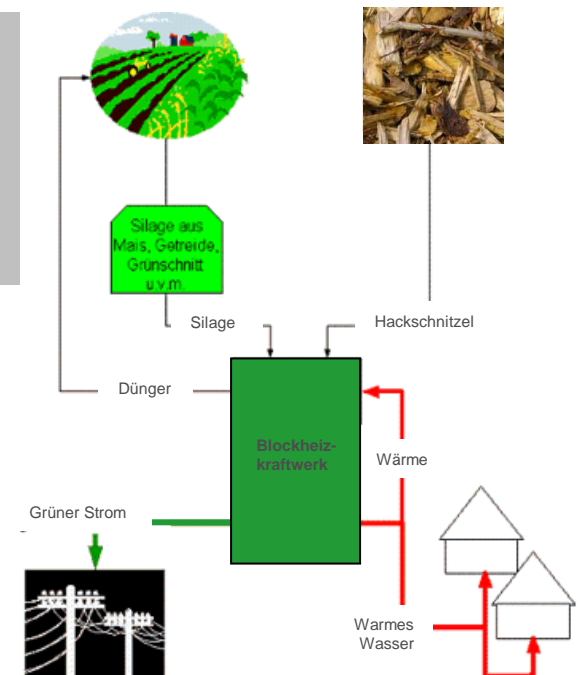 Silage aus
Mais, Getreide,
Grünschnitt
u.v.m.
Silage
Hackschnitzel
Dünger
Blockheiz-
kraftwerk
Wärme
Grüner Strom
Warmes
Wasser